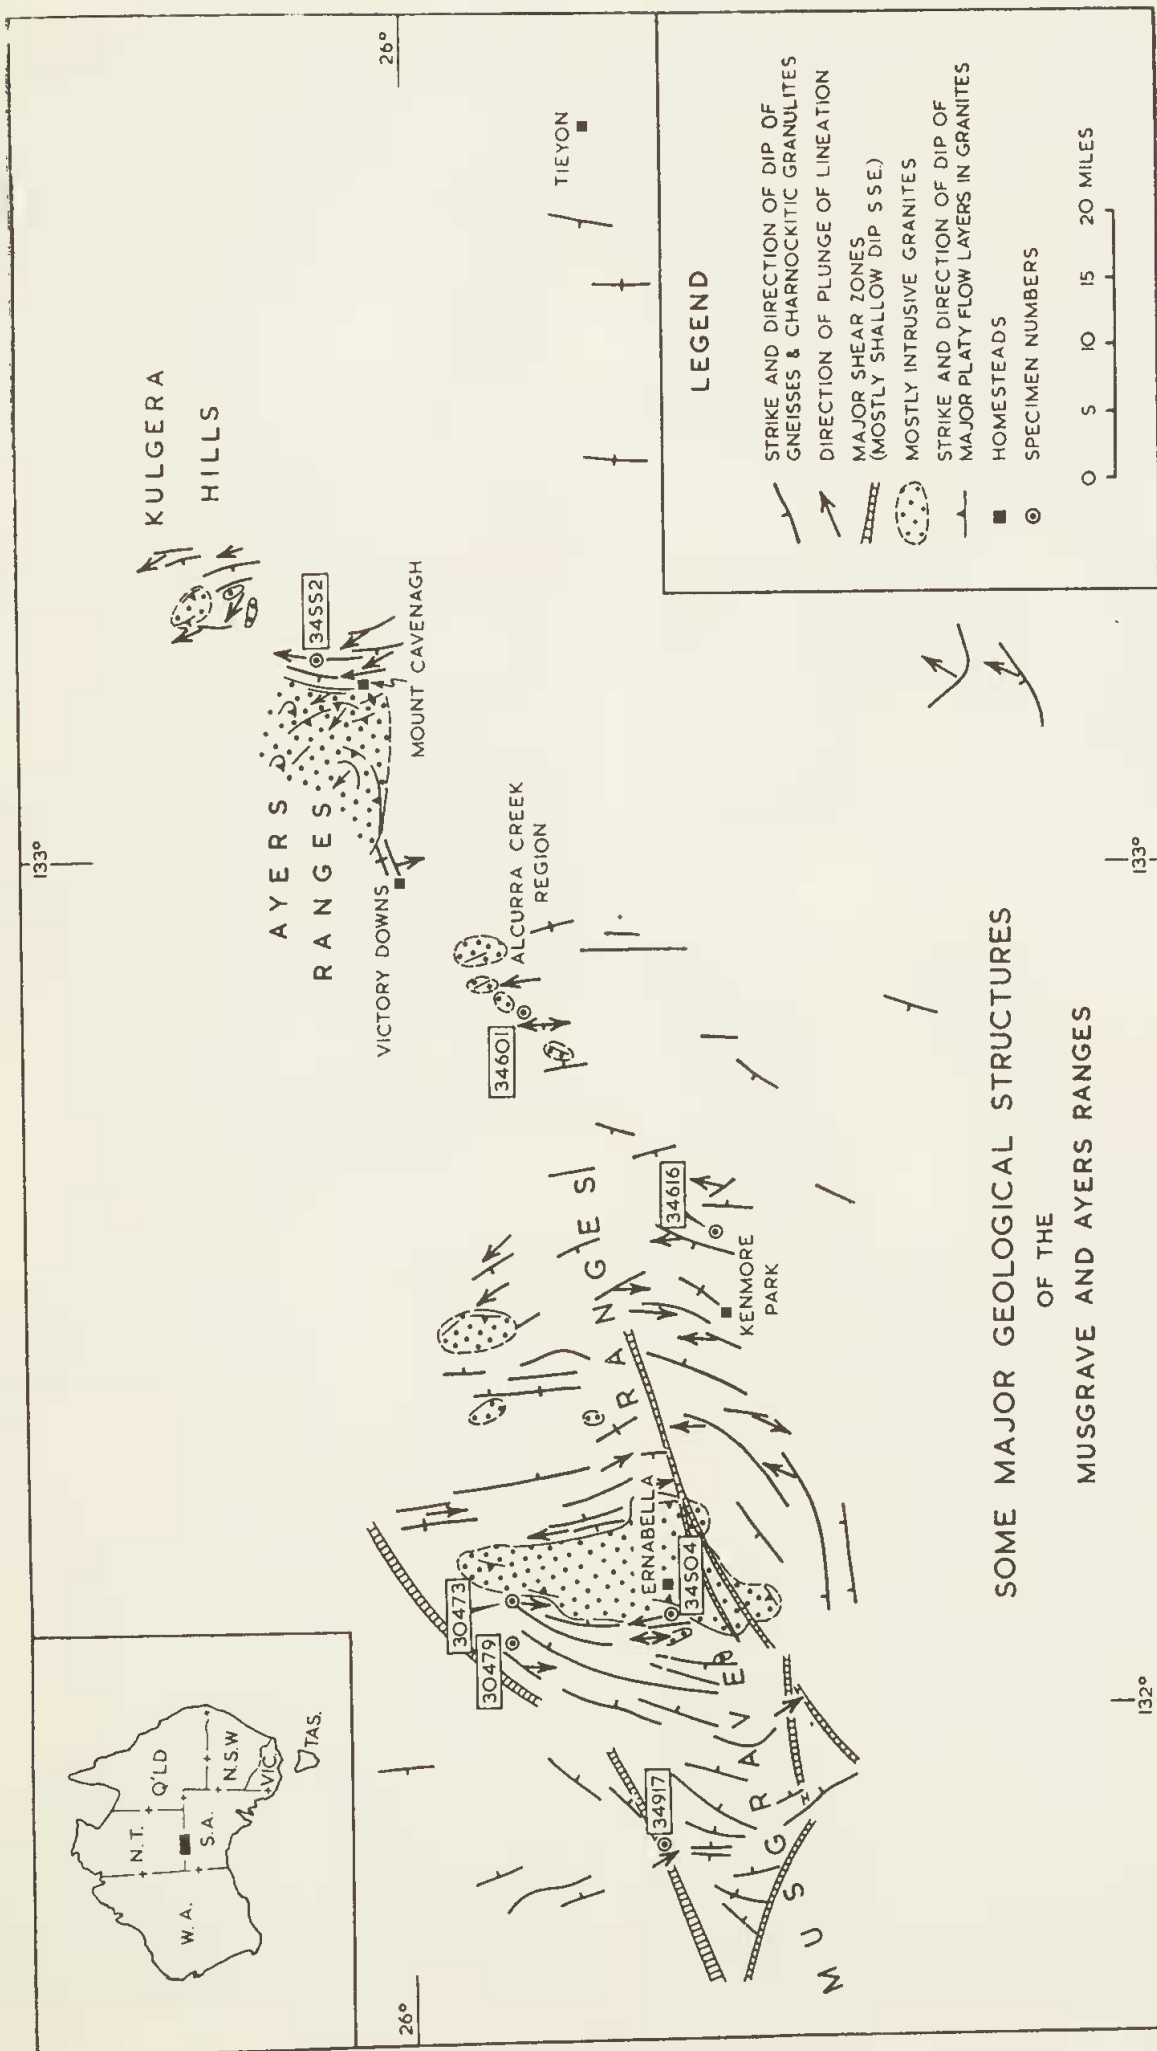 W. A.
N. T.
Q'LD
S.A.
N.S.W
VIC.
TAS.
133°
26°
26°
KULGERA
HILLS
34552
AYERS
RANGES
MOUNT CAVENAGH
VICTORY DOWNS
TIEYON
ALCURRA CREEK
REGION
34601
30473
30479
ERNABELLA
34504
34616
KENMORE
PARK
34917
MUSGRAVE RANGES
132°
133°
LEGEND
STRIKE AND DIRECTION OF DIP OF
GNEISSES & CHARNOCKITIC GRANULITES
DIRECTION OF PLUNGE OF LINEATION
MAJOR SHEAR ZONES
(MOSTLY SHALLOW DIP S S E.)
MOSTLY INTRUSIVE GRANITES
STRIKE AND DIRECTION OF DIP OF
MAJOR PLATY FLOW LAYERS IN GRANITES
HOMESTEADS
SPECIMEN NUMBERS
0 5 10 15 20 MILES
SOME MAJOR GEOLOGICAL STRUCTURES
OF THE
MUSGRAVE AND AYERS RANGES